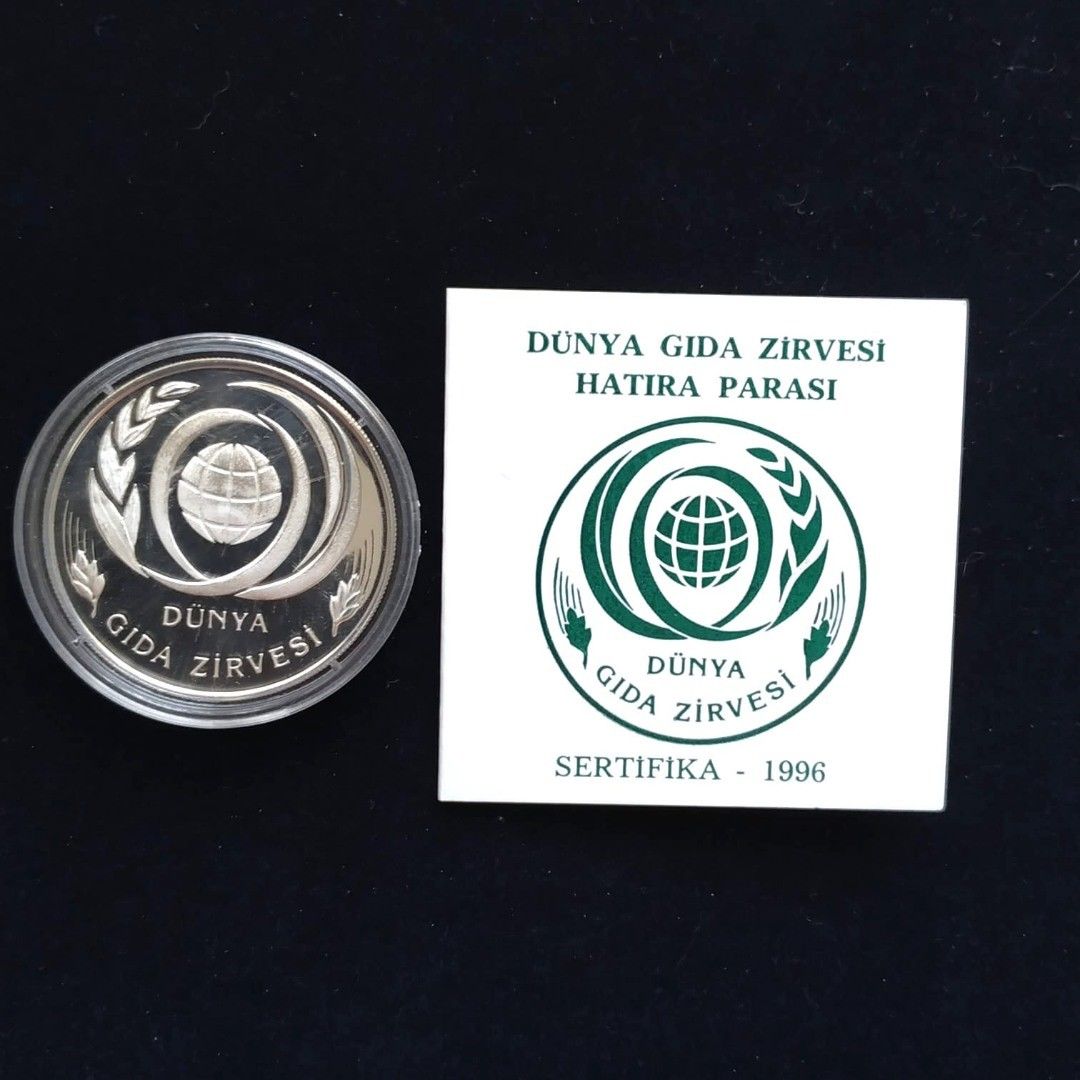 DÜNYA
GIDA ZİRVESİ
DÜNYA GIDA ZİRVESİ
HATIRA PARASI
DÜNYA
GIDA ZİRVESİ
SERTİFİKA - 1996